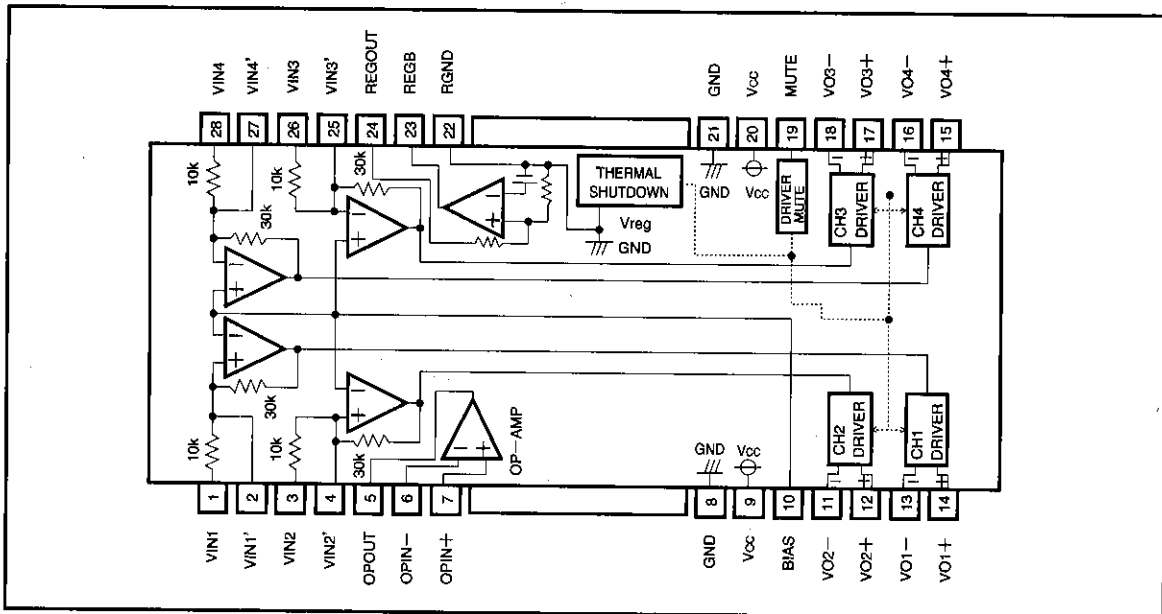 VIN4
VIN4'
VIN3
VIN3'
REGOUT
REGB
RGND
GND
Vcc
MUTE
VO3−
VO3+
VO4−
VO4+
28
27
26
25
24
23
22
21
20
19
18
17
16
15
10k
30k
10k
30k
−
+
−
+
−
+
Vreg
GND
THERMAL
SHUTDOWN
GND
Vcc
DRIVER
MUTE
CH3
DRIVER
CH4
DRIVER
−
+
−
+
−
+
−
+
10k
30k
10k
30k
−
+
OP−AMP
GND
Vcc
CH2
DRIVER
CH1
DRIVER
−
+
−
+
1
2
3
4
5
6
7
8
9
10
11
12
13
14
VIN1
VIN1'
VIN2
VIN2'
OPOUT
OPIN−
OPIN+
GND
Vcc
BIAS
VO2−
VO2+
VO1−
VO1+